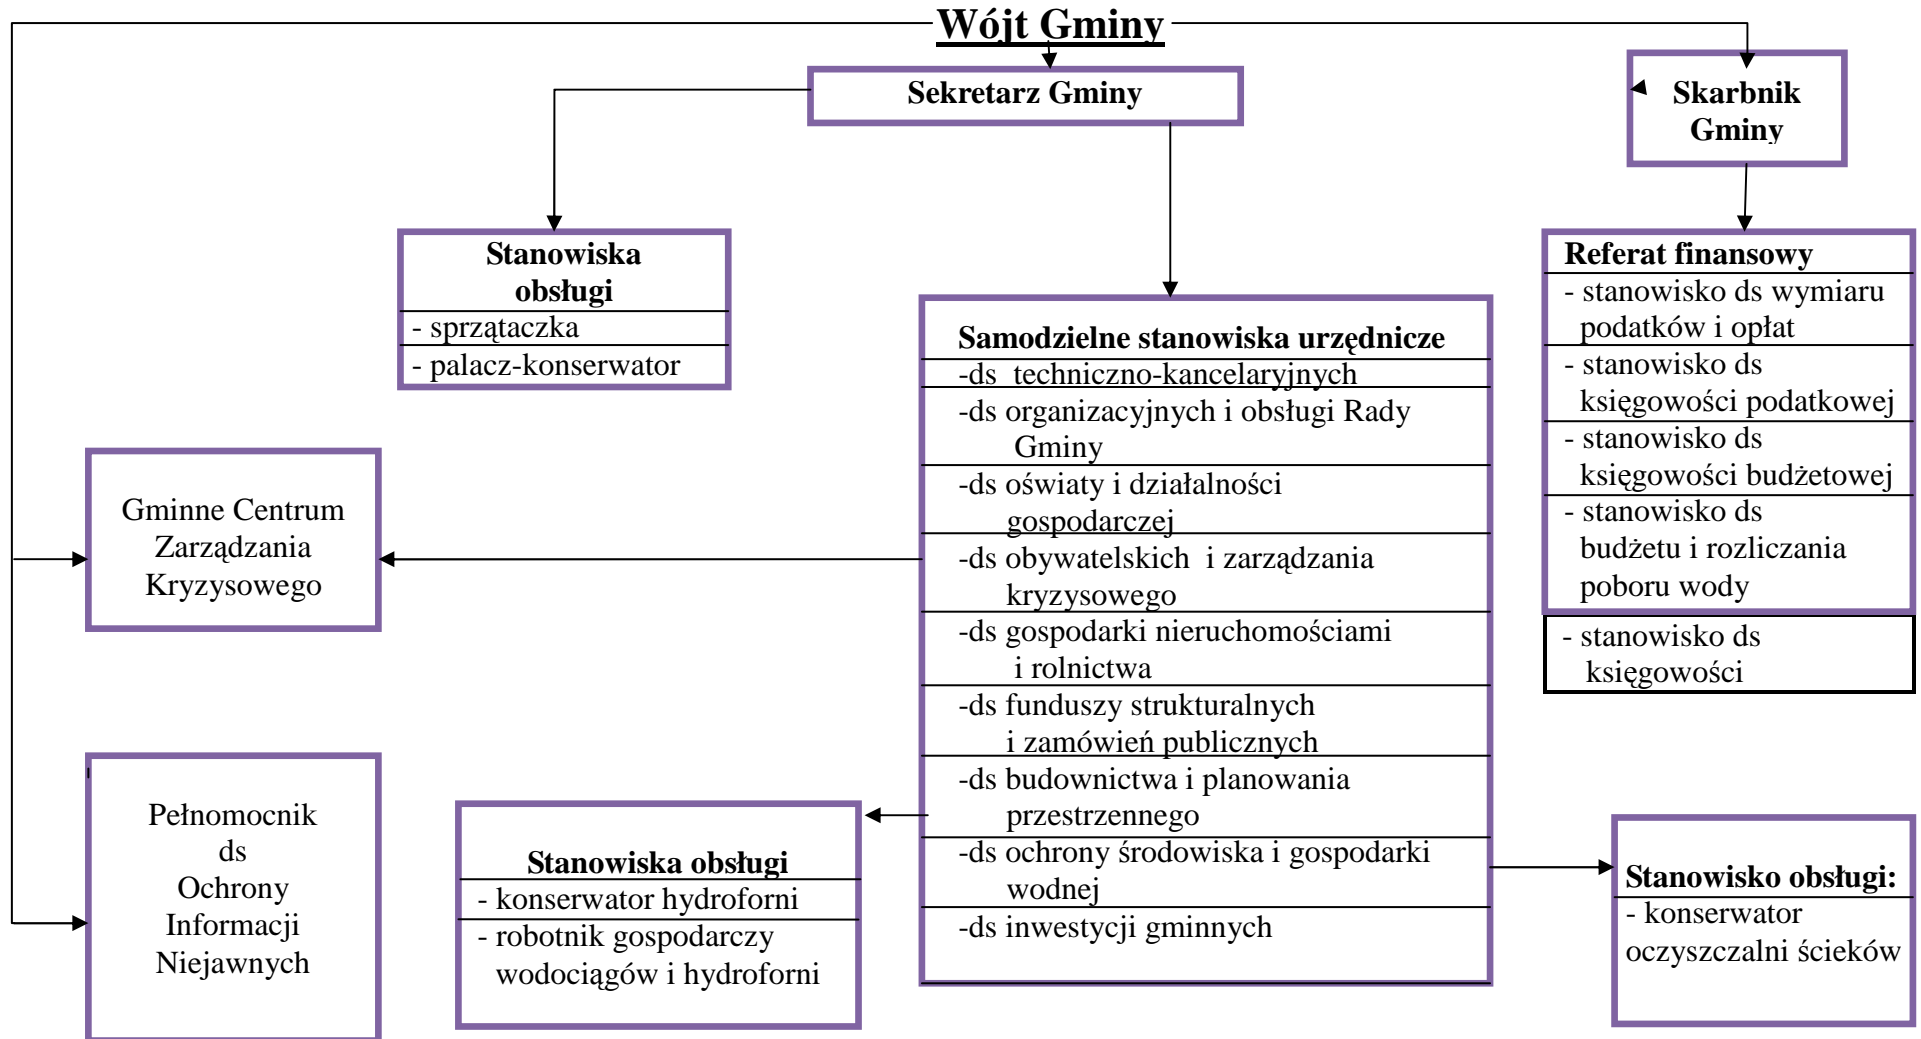 Wójt Gminy
Sekretarz Gminy
Skarbnik
Gminy
Stanowiska
obsługi
- sprzątaczka
- palacz-konserwator
Referat finansowy
- stanowisko ds wymiaru
podatków i opłat
- stanowisko ds
księgowości podatkowej
- stanowisko ds
księgowości budżetowej
- stanowisko ds
budżetu i rozliczania
poboru wody
- stanowisko ds
księgowości
Samodzielne stanowiska urzędnicze
-ds techniczno-kancelaryjnych
-ds organizacyjnych i obsługi Rady
Gminy
-ds oświaty i działalności
gospodarczej
-ds obywatelskich i zarządzania
kryzysowego
-ds gospodarki nieruchomościami
i rolnictwa
-ds funduszy strukturalnych
i zamówień publicznych
-ds budownictwa i planowania
przestrzennego
-ds ochrony środowiska i gospodarki
wodnej
-ds inwestycji gminnych
Gminne Centrum
Zarządzania
Kryzysowego
Pełnomocnik
ds
Ochrony
Informacji
Niejawnych
Stanowiska obsługi
- konserwator hydroforni
- robotnik gospodarczy
wodociągów i hydroforni
Stanowisko obsługi:
- konserwator
oczyszczalni ścieków